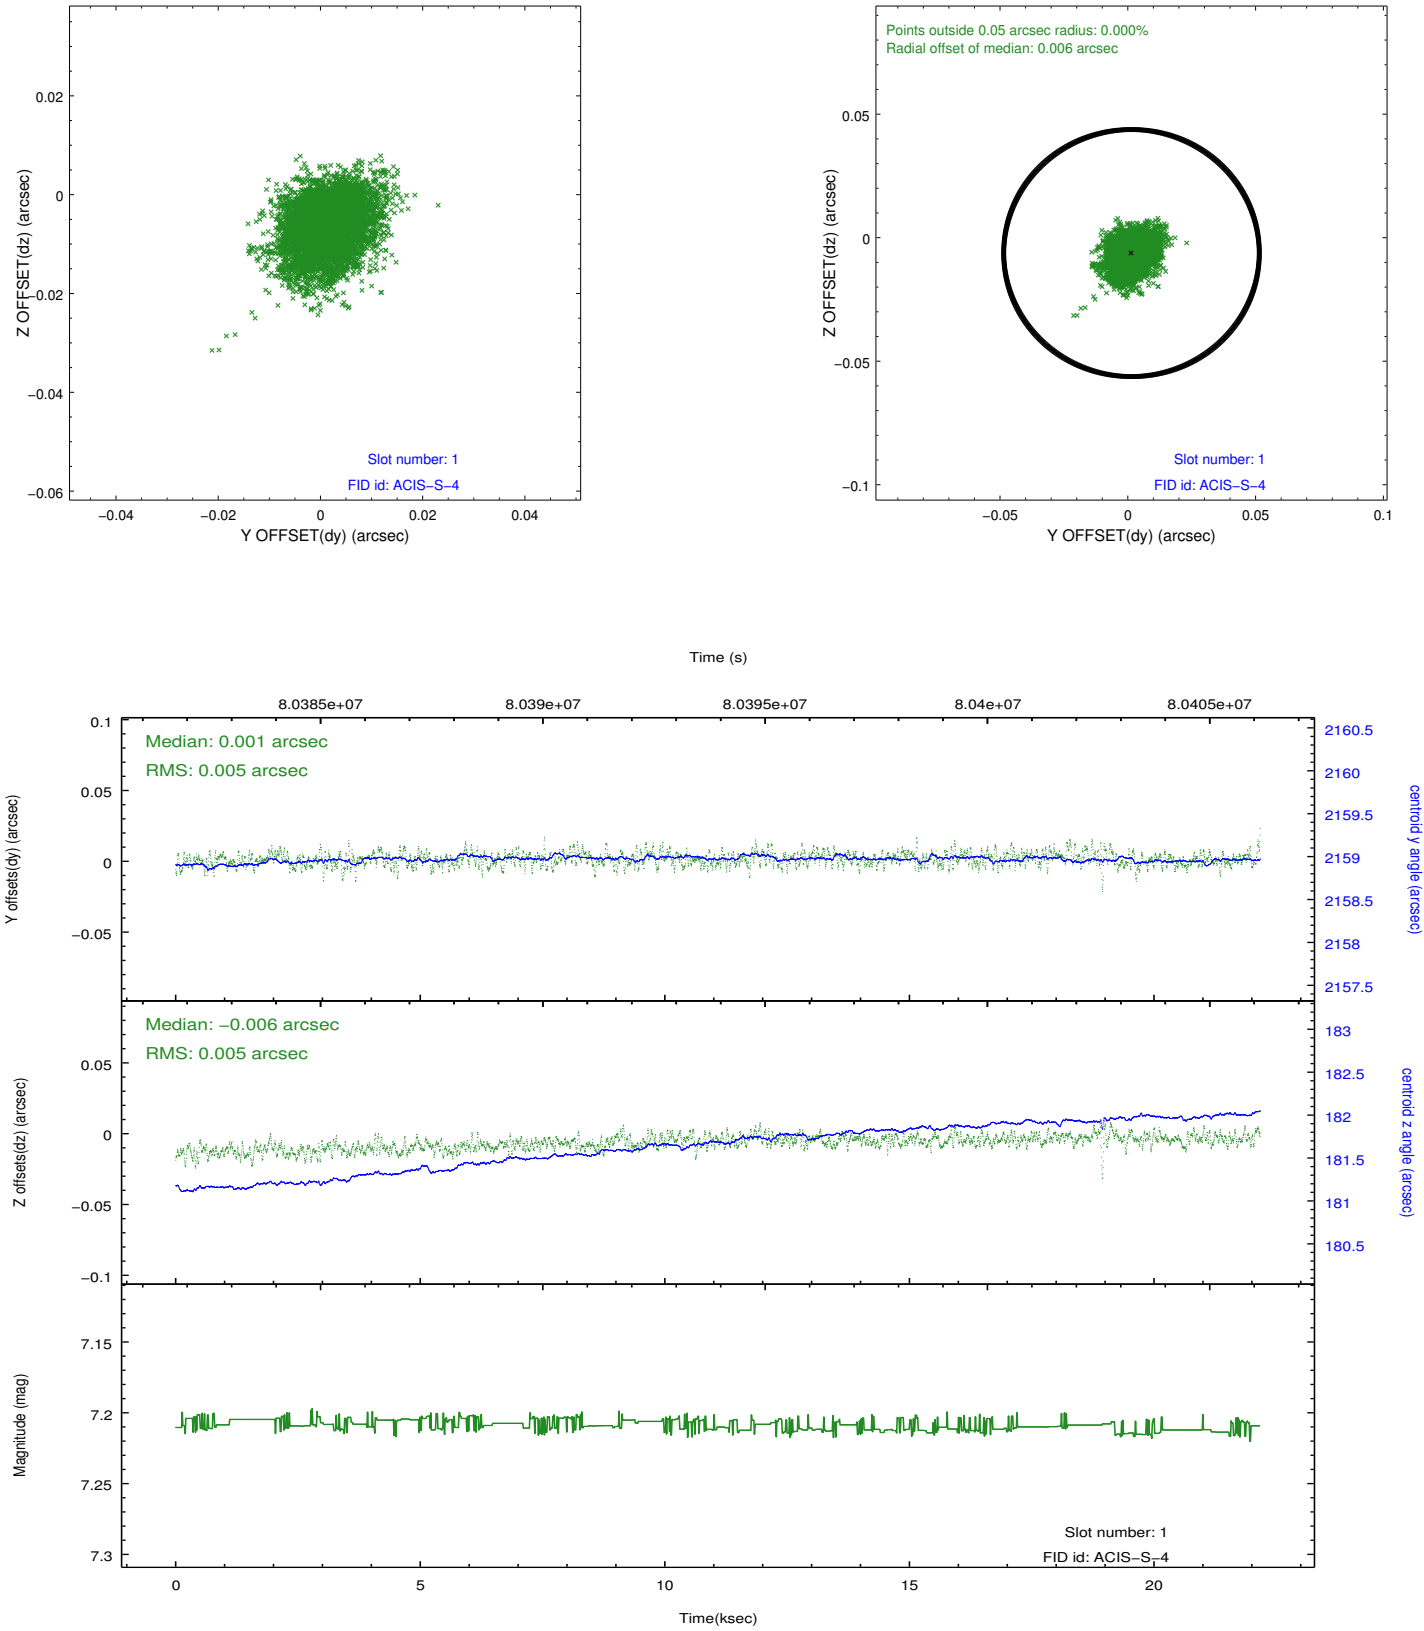 0.02
0
−0.02
−0.04
−0.06
Z OFFSET(dz) (arcsec)
Slot number: 1
FID id: ACIS−S−4
−0.04 −0.02 0 0.02 0.04
Y OFFSET(dy) (arcsec)
Points outside 0.05 arcsec radius: 0.000%
Radial offset of median: 0.006 arcsec
0.05
0
−0.05
−0.1
Z OFFSET(dz) (arcsec)
Slot number: 1
FID id: ACIS−S−4
−0.05 0 0.05 0.1
Y OFFSET(dy) (arcsec)
Time (s)
8.0385e+07 8.039e+07 8.0395e+07 8.04e+07 8.0405e+07
Median: 0.001 arcsec
RMS: 0.005 arcsec
0.1
0.05
0
−0.05
Y offsets(dy) (arcsec)
2160.5
2160
2159.5
2159
2158.5
2158
2157.5
centroid y angle (arcsec)
Median: −0.006 arcsec
RMS: 0.005 arcsec
0.05
0
−0.05
−0.1
Z offsets(dz) (arcsec)
183
182.5
182
181.5
181
180.5
centroid z angle (arcsec)
7.15
7.2
7.25
7.3
Magnitude (mag)
Slot number: 1
FID id: ACIS−S−4
0 5 10 15 20
Time(ksec)